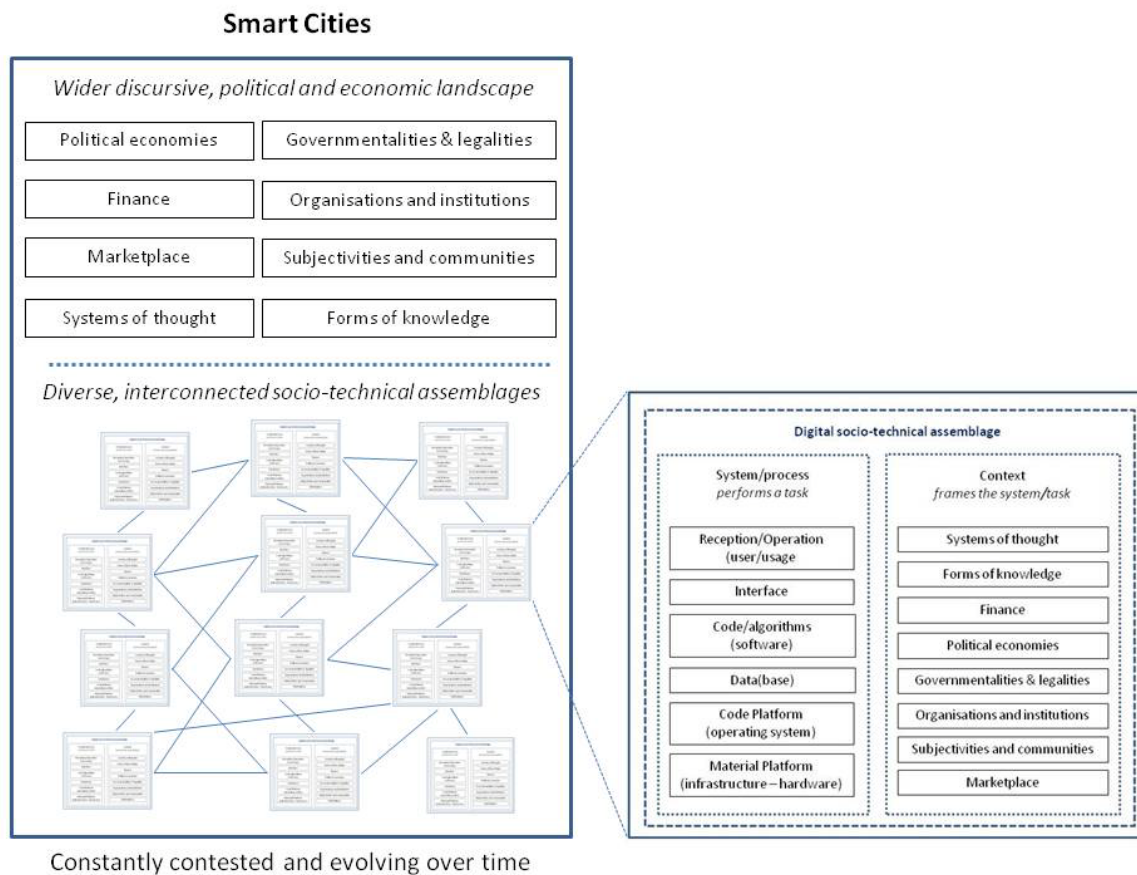 Smart Cities
Wider discursive, political and economic landscape
Political economies
Governmentalities & legalities
Finance
Organisations and institutions
Marketplace
Subjectivities and communities
Systems of thought
Forms of knowledge
Diverse, interconnected socio-technical assemblages
Constantly contested and evolving over time
Digital socio-technical assemblage
System/process
performs a task
Reception/Operation
(user/usage
Interface
Code/algorithms
(software)
Data(base)
Code Platform
(operating system)
Material Platform
(infrastructure – hardware)
Context
frames the system/task
Systems of thought
Forms of knowledge
Finance
Political economies
Governmentalities & legalities
Organisations and institutions
Subjectivities and communities
Marketplace